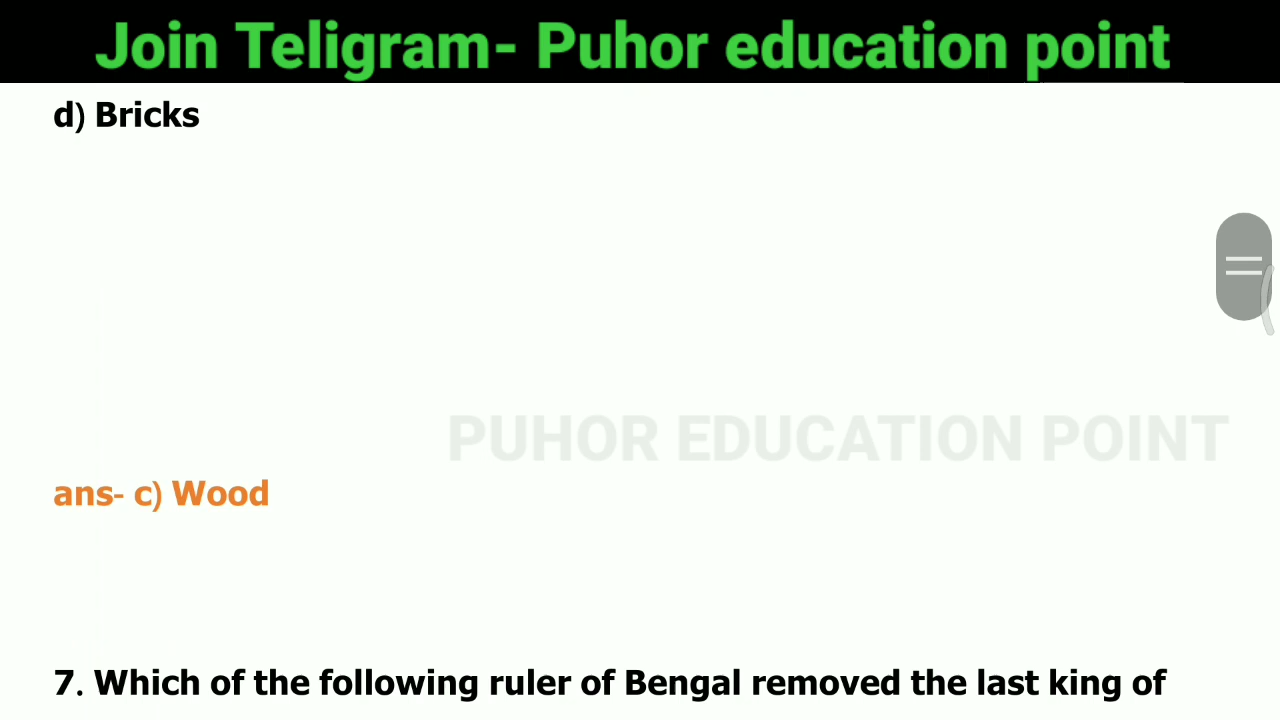 Join Teligram- Puhor education point
d) Bricks
PUHOR EDUCATION POINT
ans- c) Wood
7. Which of the following ruler of Bengal removed the last king of